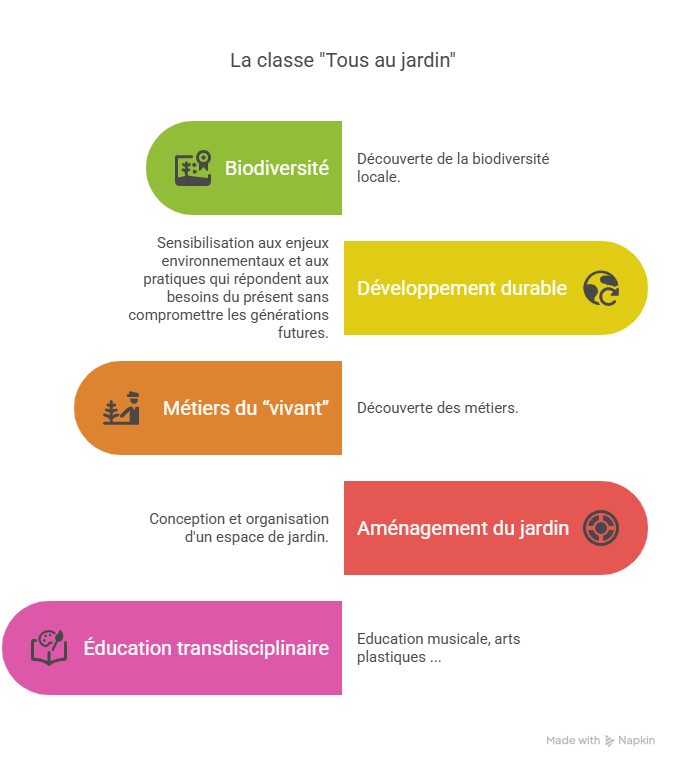 La classe "Tous au jardin"
Biodiversité
Découverte de la biodiversité
locale.
Sensibilisation aux enjeux
environnementaux et aux
pratiques qui répondent aux
besoins du présent sans
compromettre les générations
futures.
Développement durable
Métiers du “vivant”
Découverte des métiers.
Conception et organisation
d'un espace de jardin.
Aménagement du jardin
Éducation transdisciplinaire
Education musicale, arts
plastiques ...
Made with Napkin